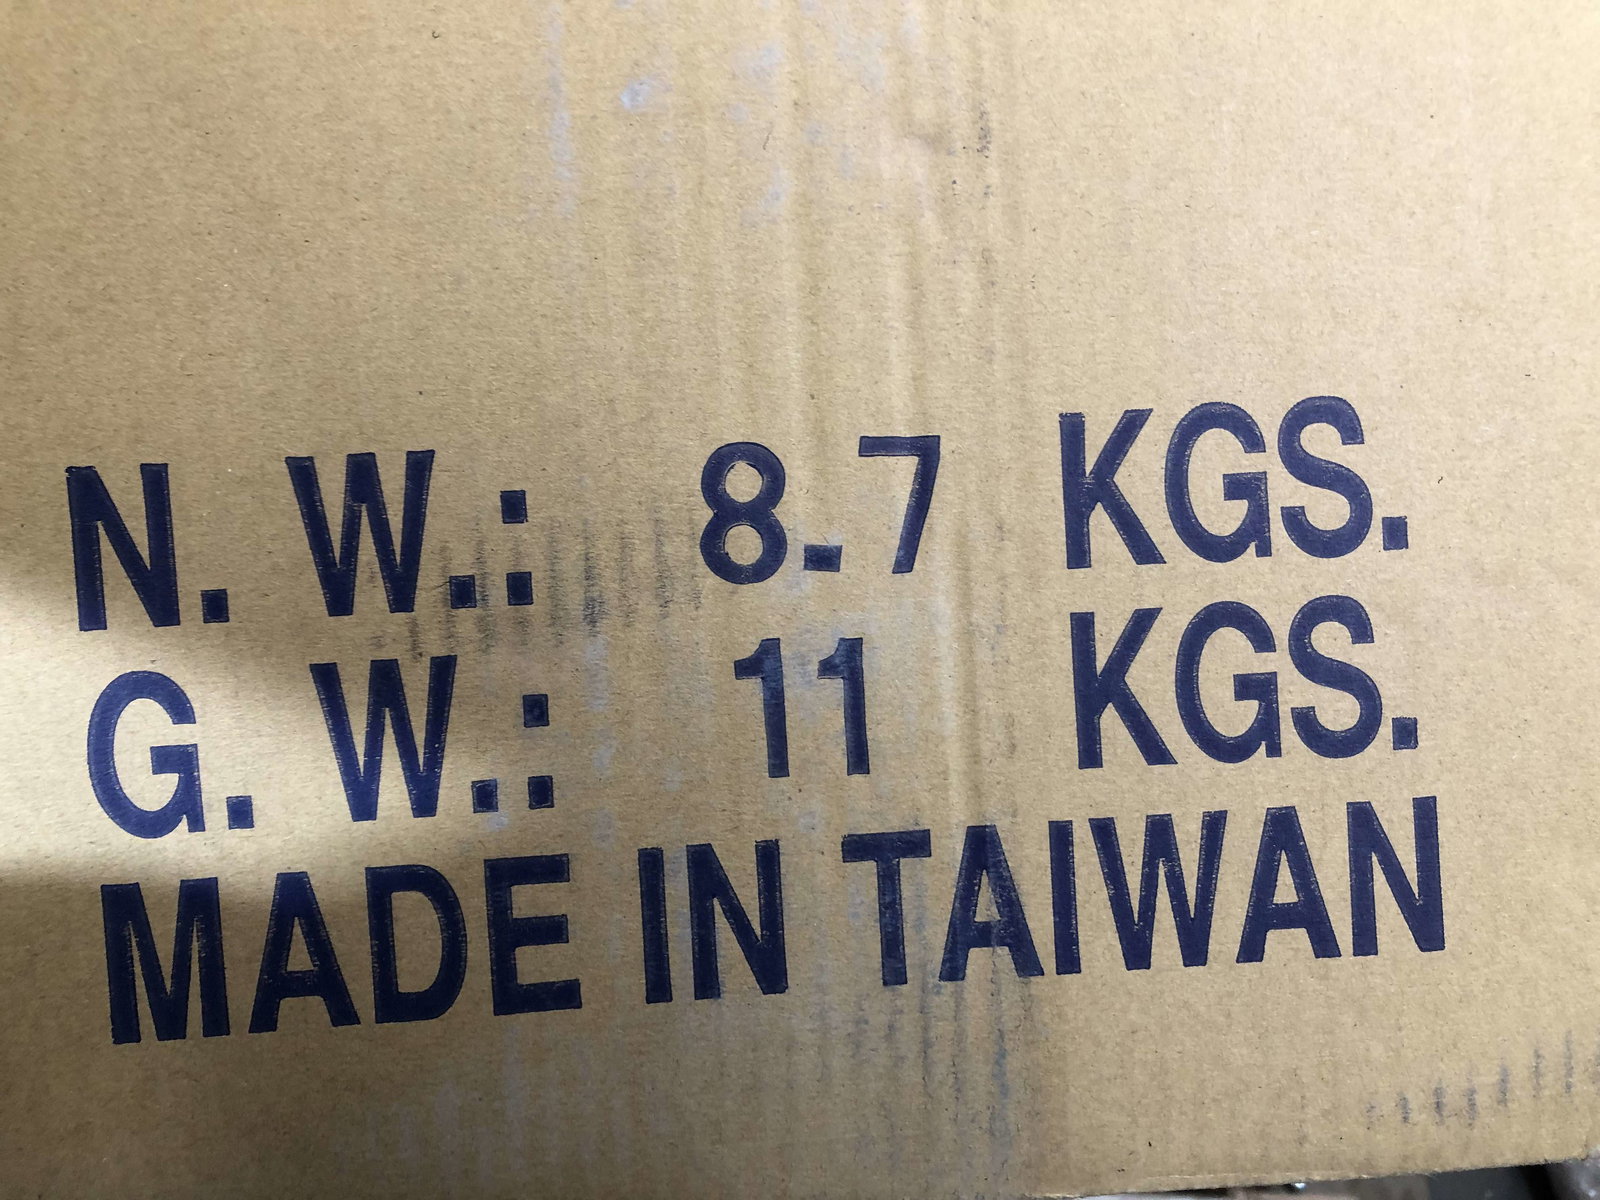 N. W.: 8.7 KGS.
G. W.: 11 KGS.
MADE IN TAIWAN